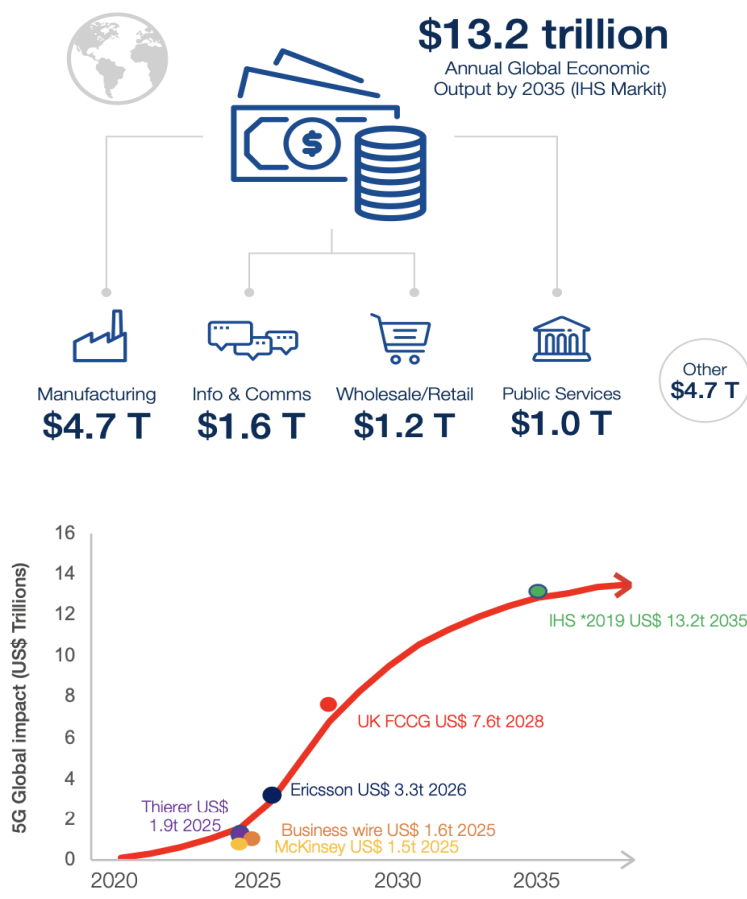 $13.2 trillion
Annual Global Economic
Output by 2035 (IHS Markit)
$
Manufacturing
$4.7 T
Info & Comms
$1.6 T
Wholesale/Retail
$1.2 T
Public Services
$1.0 T
Other
$4.7 T
5G Global impact (US$ Trillions)
16
14
12
10
8
6
4
2
0
IHS *2019 US$ 13.2t 2035
UK FCCG US$ 7.6t 2028
Ericsson US$ 3.3t 2026
Thierer US$
1.9t 2025
Business wire US$ 1.6t 2025
McKinsey US$ 1.5t 2025
2020
2025
2030
2035